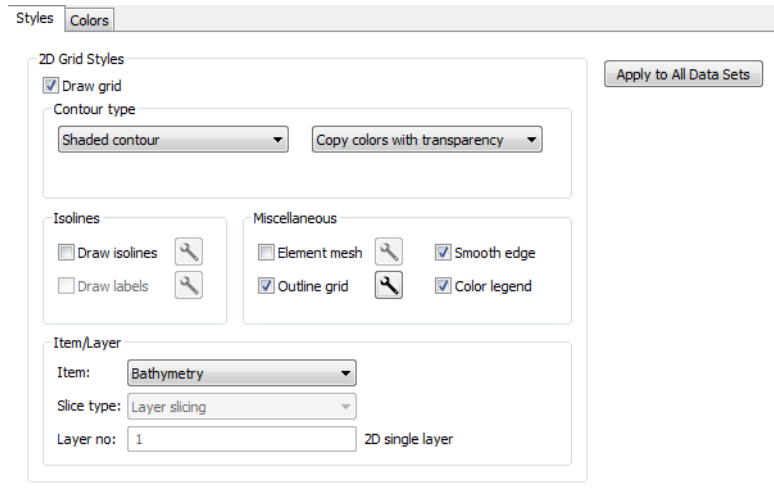 Styles Colors
2D Grid Styles
Draw grid
Apply to All Data Sets
Contour type
Shaded contour Copy colors with transparency
Isolines Miscellaneous
Draw isolines Element mesh Smooth edge
Draw labels Outline grid Color legend
Item/Layer
Item: Bathymetry
Slice type: Layer slicing
Layer no: 1 2D single layer